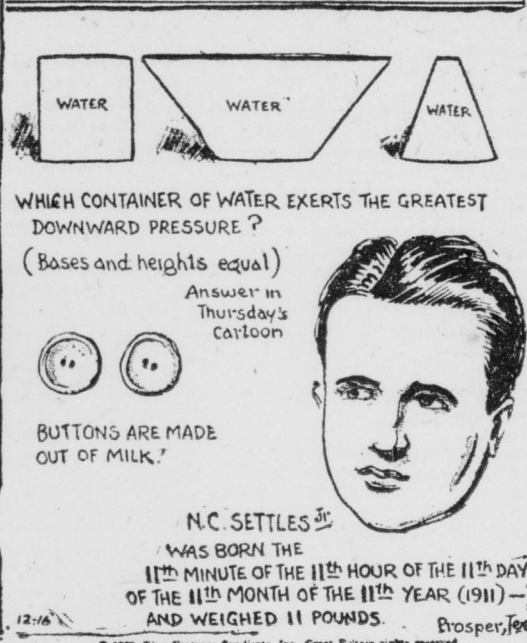 WATER
WATER
WATER
WHICH CONTAINER OF WATER EXERTS THE GREATEST
DOWNWARD PRESSURE?
(Bases and heights equal)
Answer in
Thursday's
Cartoon
BUTTONS ARE MADE
OUT OF MILK!
N.C. SETTLES Jr.
WAS BORN THE
11th MINUTE OF THE 11th HOUR OF THE 11th DAY
OF THE 11th MONTH OF THE 11th YEAR (1911)—
AND WEIGHED 11 POUNDS.
Prosper, Tex
12-16